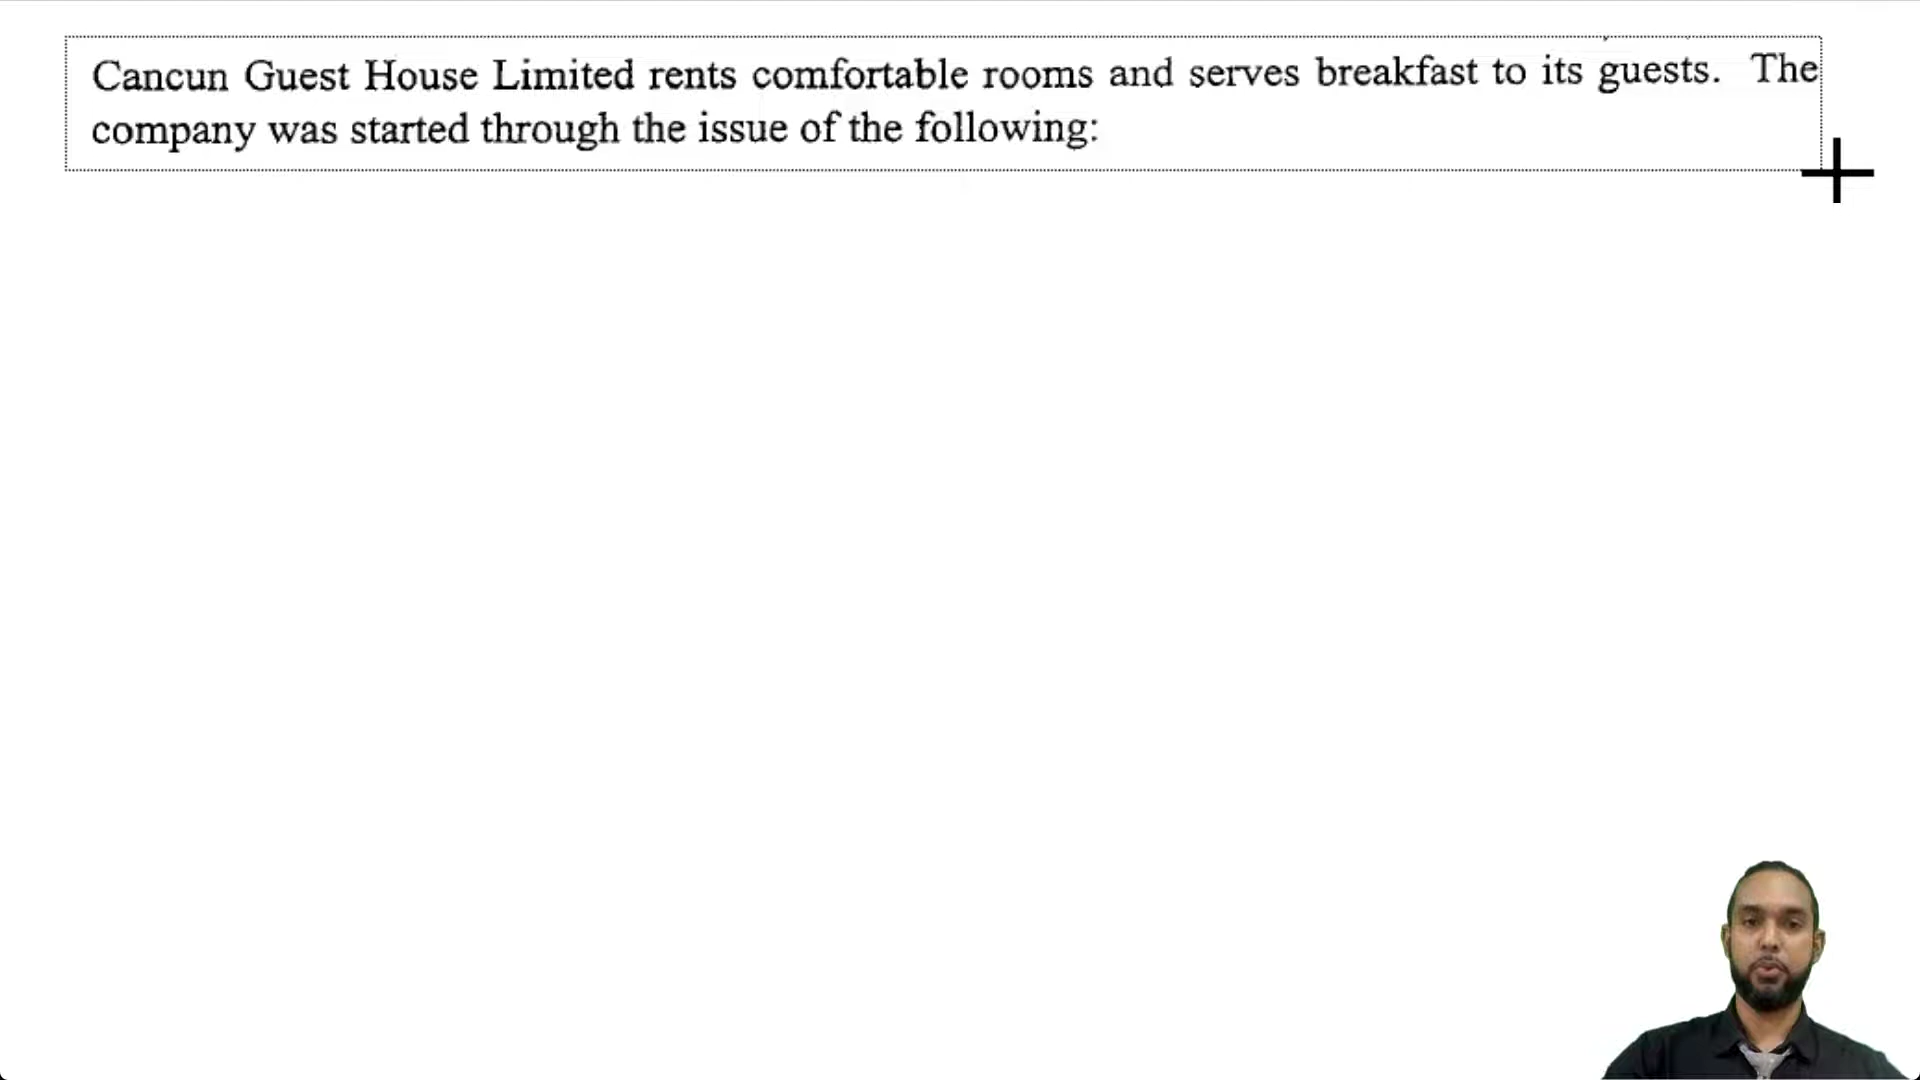 Cancun Guest House Limited rents comfortable rooms and serves breakfast to its guests. The
company was started through the issue of the following: